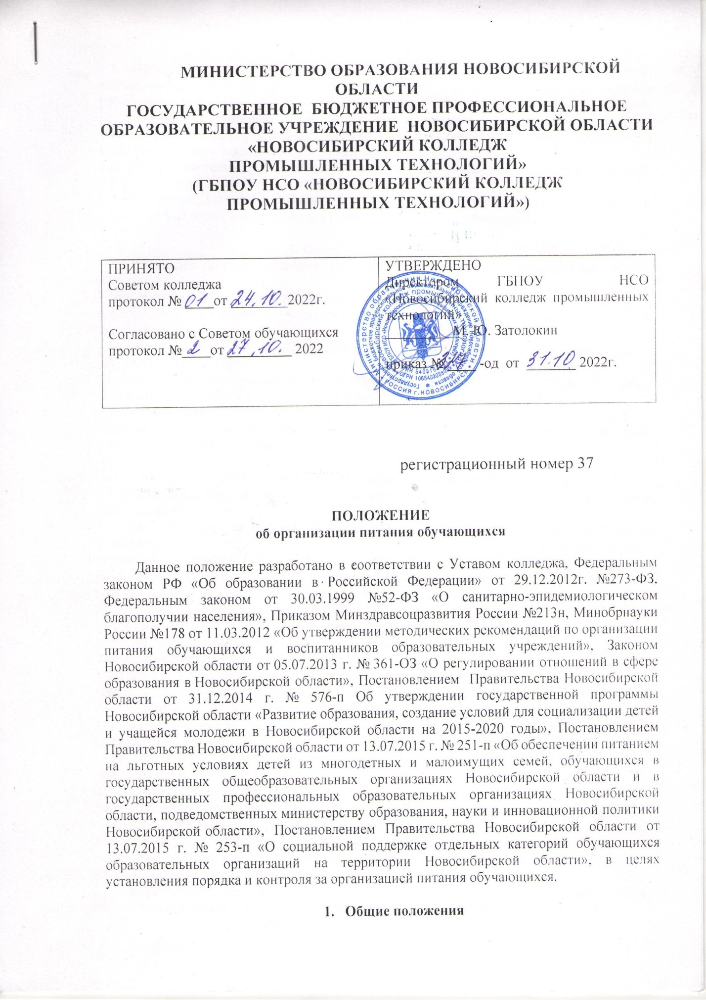 МИНИСТЕРСТВО ОБРАЗОВАНИЯ НОВОСИБИРСКОЙ
ОБЛАСТИ
ГОСУДАРСТВЕННОЕ БЮДЖЕТНОЕ ПРОФЕССИОНАЛЬНОЕ
ОБРАЗОВАТЕЛЬНОЕ УЧРЕЖДЕНИЕ НОВОСИБИРСКОЙ ОБЛАСТИ
«НОВОСИБИРСКИЙ КОЛЛЕДЖ
ПРОМЫШЛЕННЫХ ТЕХНОЛОГИЙ»
(ГБПОУ НСО «НОВОСИБИРСКИЙ КОЛЛЕДЖ
ПРОМЫШЛЕННЫХ ТЕХНОЛОГИЙ»)
ПРИНЯТО
Советом колледжа
протокол № 01 от 24.10. 2022г.
Согласовано с Советом обучающихся
протокол № 2 от 27.10. 2022
УТВЕРЖДЕНО
Директором ГБПОУ НСО
«Новосибирский колледж промышленных
технологий»
М. Ю. Затолокин
приказ № -од от 31.10 2022г.
регистрационный номер 37
ПОЛОЖЕНИЕ
об организации питания обучающихся
Данное положение разработано в соответствии с Уставом колледжа, Федеральным
законом РФ «Об образовании в Российской Федерации» от 29.12.2012г. №273-ФЗ,
Федеральным законом от 30.03.1999 №52-ФЗ «О санитарно-эпидемиологическом
благополучии населения», Приказом Минздравсоцразвития России №213н, Минобрнауки
России №178 от 11.03.2012 «Об утверждении методических рекомендаций по организации
питания обучающихся и воспитанников образовательных учреждений», Законом
Новосибирской области от 05.07.2013 г. № 361-ОЗ «О регулировании отношений в сфере
образования в Новосибирской области», Постановлением Правительства Новосибирской
области от 31.12.2014 г. № 576-п Об утверждении государственной программы
Новосибирской области «Развитие образования, создание условий для социализации детей
и учащейся молодежи в Новосибирской области на 2015-2020 годы», Постановлением
Правительства Новосибирской области от 13.07.2015 г. № 251-п «Об обеспечении питанием
на льготных условиях детей из многодетных и малоимущих семей, обучающихся в
государственных общеобразовательных организациях Новосибирской области и в
государственных профессиональных образовательных организациях Новосибирской
области, подведомственных министерству образования, науки и инновационной политики
Новосибирской области», Постановлением Правительства Новосибирской области от
13.07.2015 г. № 253-п «О социальной поддержке отдельных категорий обучающихся
образовательных организаций на территории Новосибирской области», в целях
установления порядка и контроля за организацией питания обучающихся.
1. Общие положения